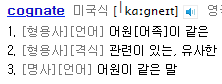 cognate 미국식 [|kɑ:gneɪt] 영
1. [형용사][언어] 어원[어족]이 같은
2. [형용사][격식] 관련이 있는, 유사한
3. [명사][언어] 어원이 같은 말